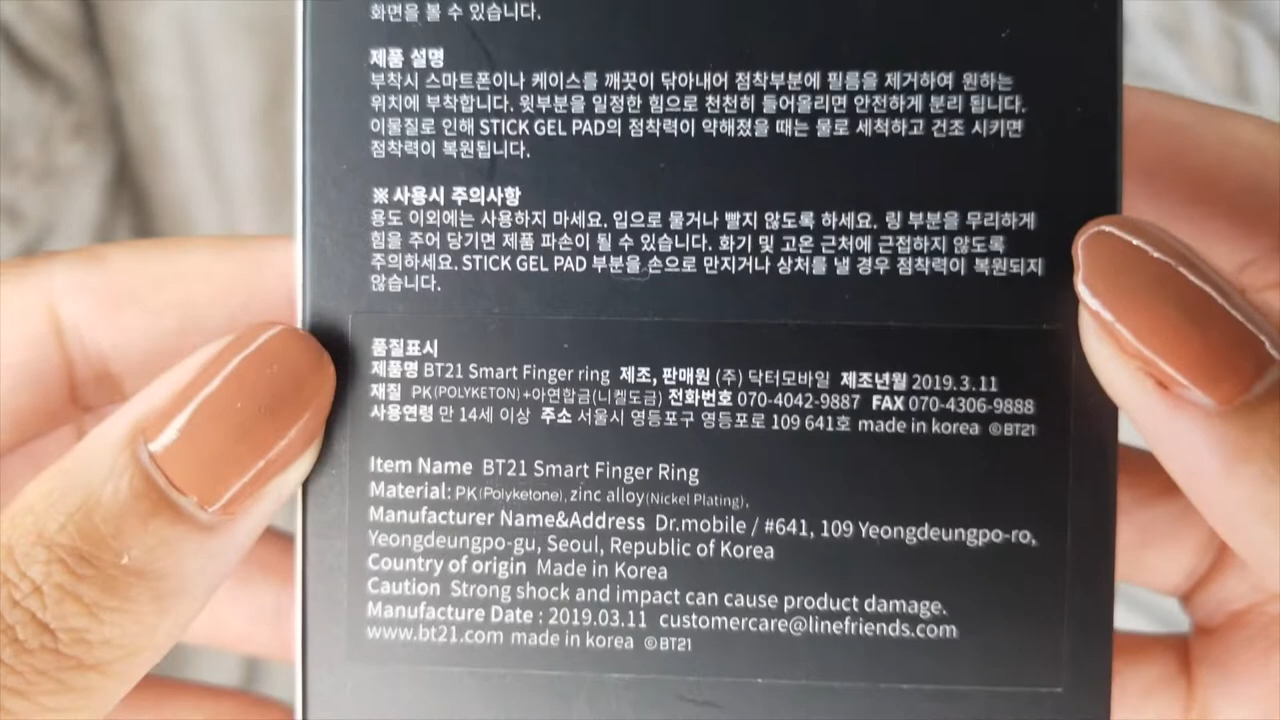 화면을 볼 수 있습니다.
제품 설명
부착시 스마트폰이나 케이스를 깨끗이 닦아내어 점착부분에 필름을 제거하여 원하는
위치에 부착합니다. 윗부분을 일정한 힘으로 천천히 들어올리면 안전하게 분리 됩니다.
이물질로 인해 STICK GEL PAD의 점착력이 약해졌을 때는 물로 세척하고 건조 시키면
점착력이 복원됩니다.
※ 사용시 주의사항
용도 이외에는 사용하지 마세요. 입으로 물거나 빨지 않도록 하세요. 링 부분을 무리하게
힘을 주어 당기면 제품 파손이 될 수 있습니다. 화기 및 고온 근처에 근접하지 않도록
주의하세요. STICK GEL PAD 부분을 손으로 만지거나 상처를 낼 경우 점착력이 복원되지
않습니다.
품질표시
제품명 BT21 Smart Finger ring 제조, 판매원 (주) 닥터모바일 제조년월 2019.3.11
재질 PK(POLYKETON)+아연합금(니켈도금) 전화번호 070-4042-9887 FAX 070-4306-9888
사용연령 만 14세 이상 주소 서울시 영등포구 영등포로 109 641호 made in korea ©BT21
Item Name BT21 Smart Finger Ring
Material: PK(Polyketone), zinc alloy(Nickel Plating),
Manufacturer Name&Address Dr.mobile / #641, 109 Yeongdeungpo-ro,
Yeongdeungpo-gu, Seoul, Republic of Korea
Country of origin Made in Korea
Caution Strong shock and impact can cause product damage.
Manufacture Date : 2019.03.11 customercare@linefriends.com
www.bt21.com made in korea ©BT21